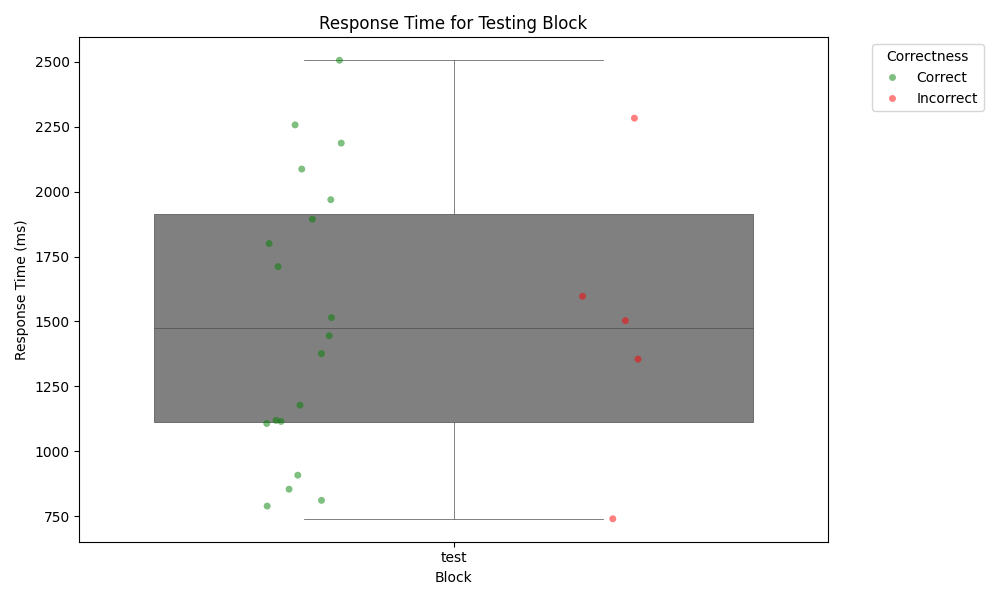 Response Time for Testing Block
Correctness
Correct
Incorrect
Response Time (ms)
2500
2250
2000
1750
1500
1250
1000
750
test
Block